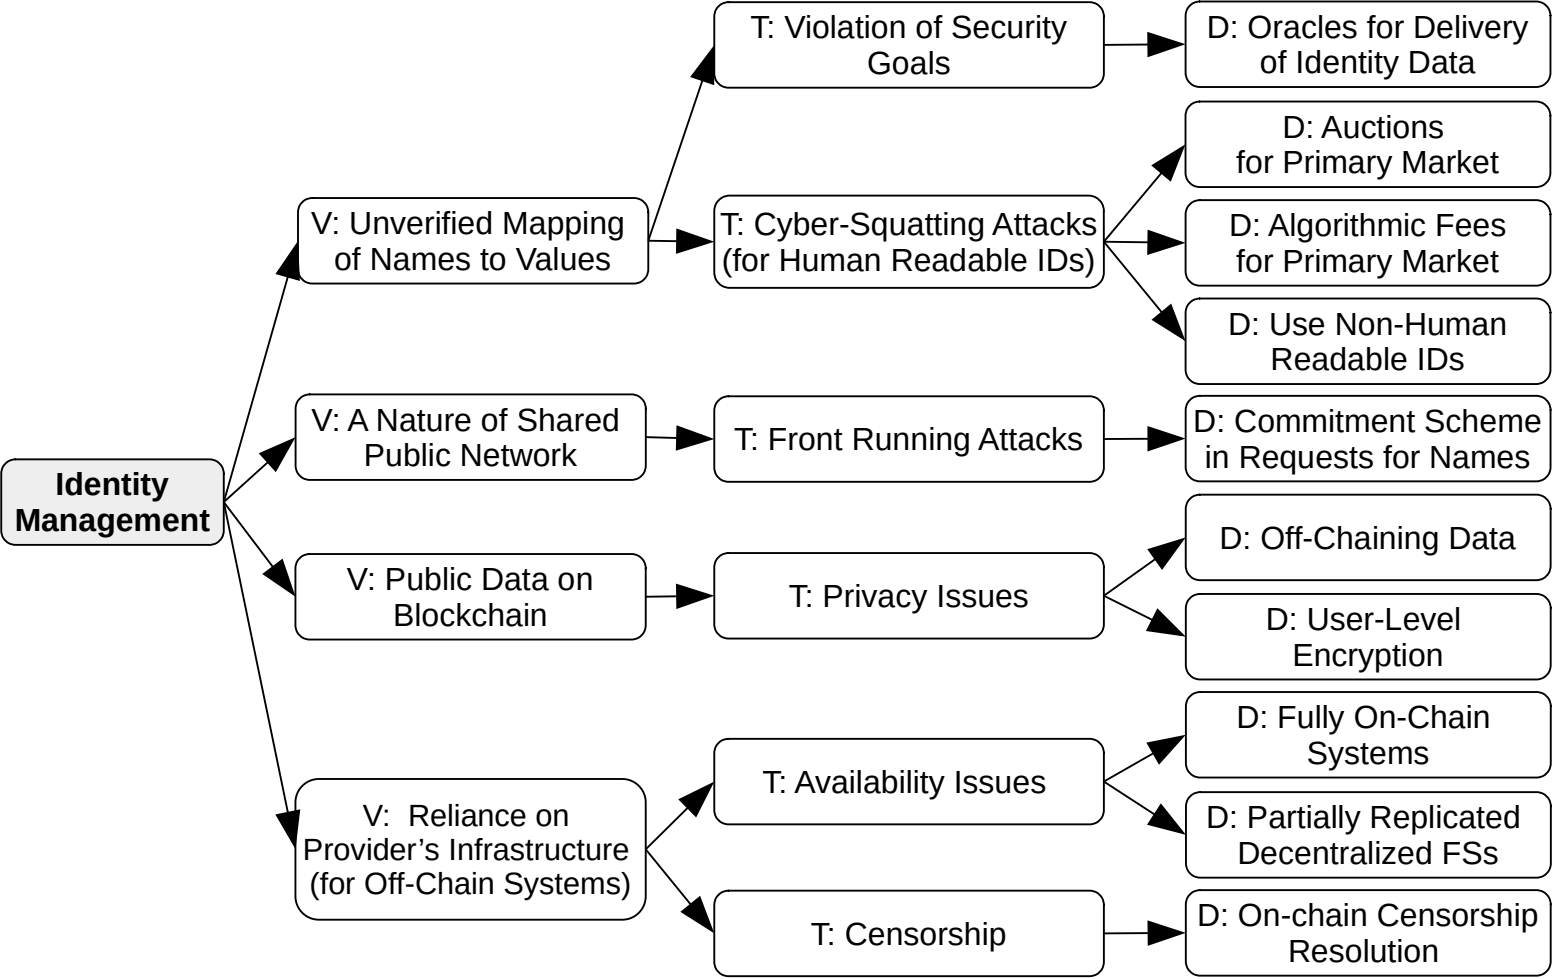 Identity
Management
V: Unverified Mapping
of Names to Values
V: A Nature of Shared
Public Network
V: Public Data on
Blockchain
V:  Reliance on
Provider’s Infrastructure
(for Off-Chain Systems)
T: Violation of Security
Goals
T: Cyber-Squatting Attacks
(for Human Readable IDs)
T: Front Running Attacks
T: Privacy Issues
T: Availability Issues
T: Censorship
D: Oracles for Delivery
of Identity Data
D: Auctions
for Primary Market
D: Algorithmic Fees
for Primary Market
D: Use Non-Human
Readable IDs
D: Commitment Scheme
in Requests for Names
D: Off-Chaining Data
D: User-Level
Encryption
D: Fully On-Chain
Systems
D: Partially Replicated
Decentralized FSs
D: On-chain Censorship
Resolution